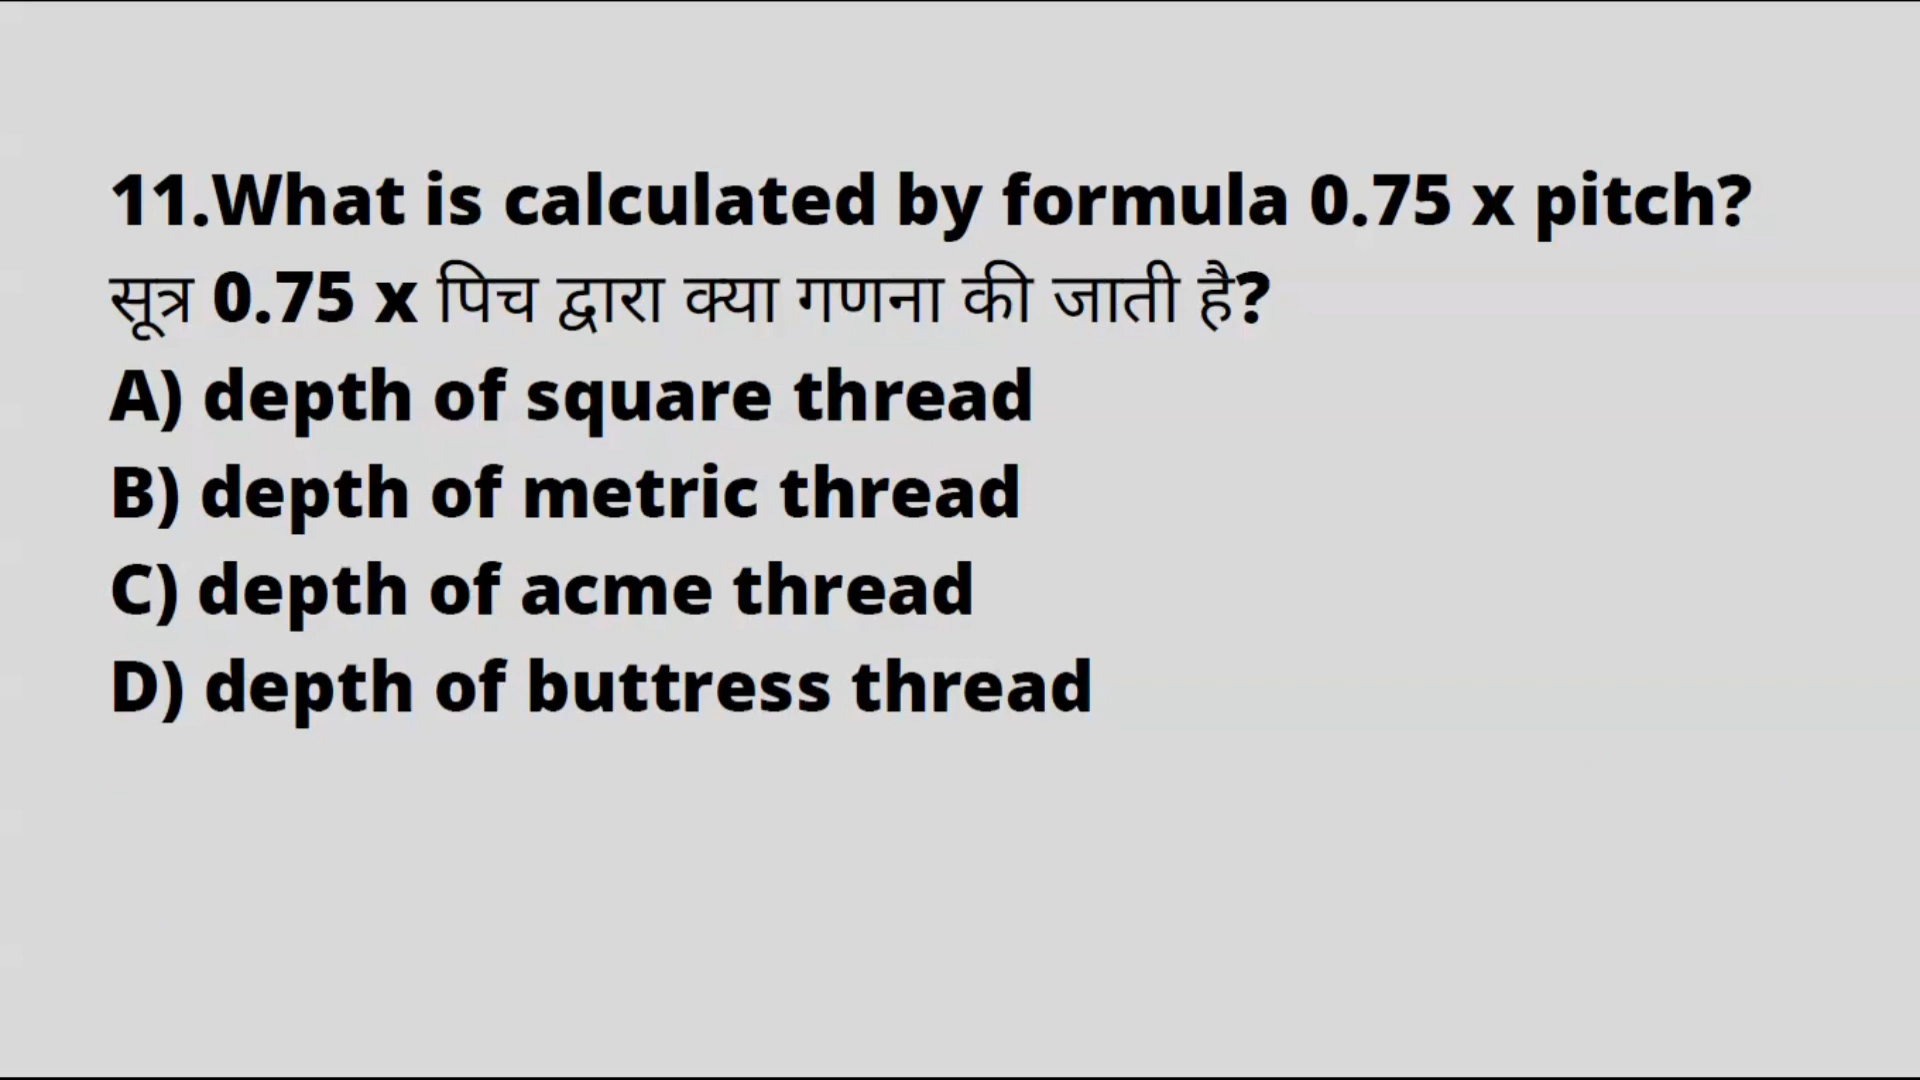 11.What is calculated by formula 0.75 x pitch?
सूत्र 0.75 x पिच द्वारा क्या गणना की जाती है?
A) depth of square thread
B) depth of metric thread
C) depth of acme thread
D) depth of buttress thread